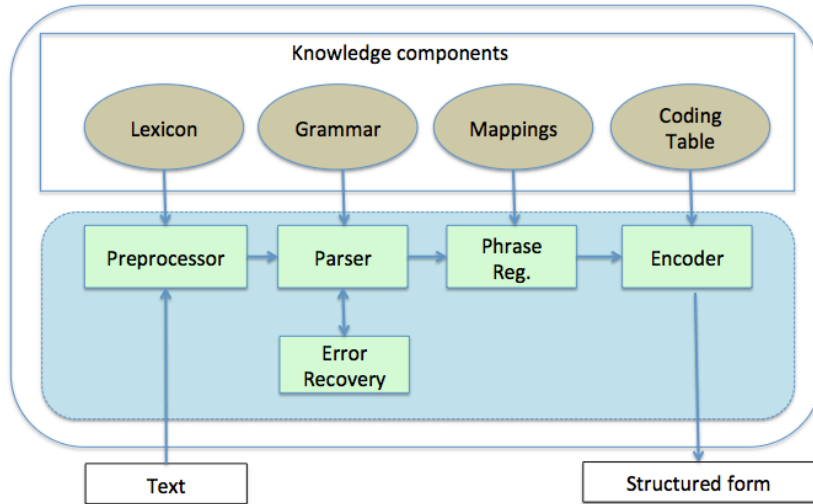 Knowledge components
Lexicon
Grammar
Mappings
Coding
Table
Preprocessor
Parser
Phrase
Reg.
Encoder
Error
Recovery
Text
Structured form